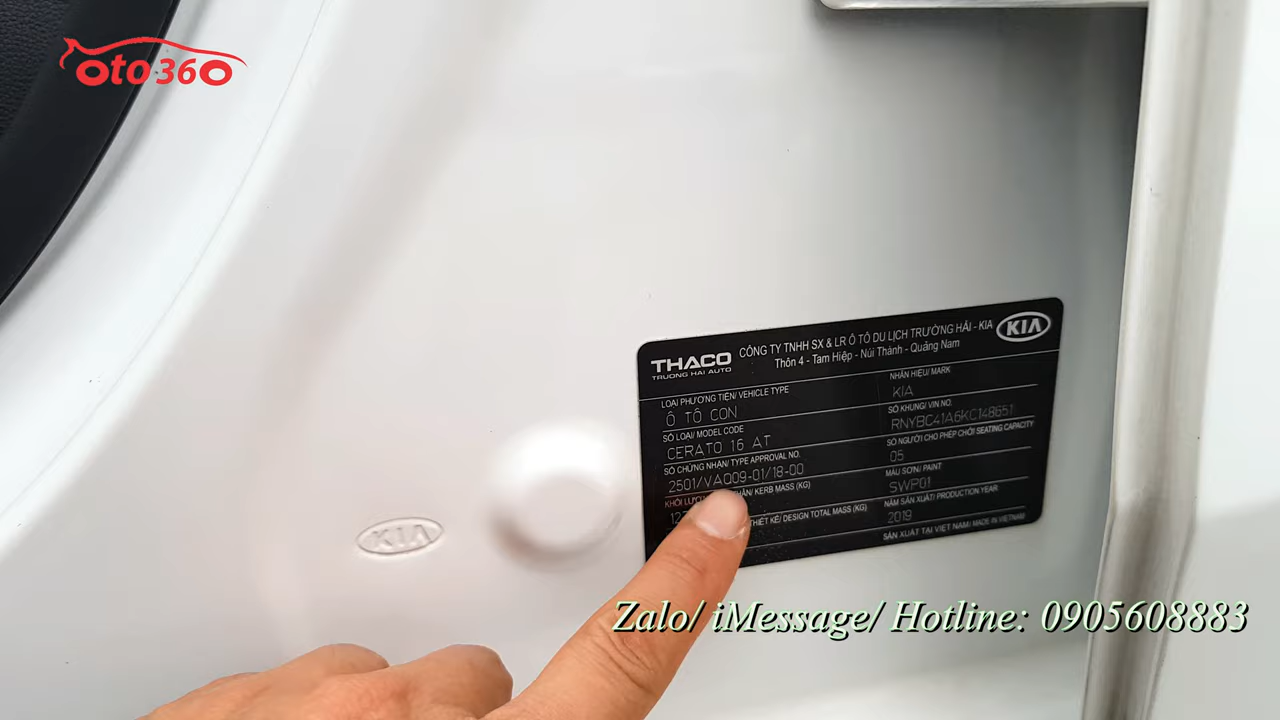 oto360
THACO
TRUONG HAI AUTO
CÔNG TY TNHH SX & LR Ô TÔ DU LỊCH TRƯỜNG HẢI - KIA
Thôn 4 - Tam Hiệp - Núi Thành - Quảng Nam
KIA
LOẠI PHƯƠNG TIỆN/ VEHICLE TYPE
Ô TÔ CON
NHÃN HIỆU/ MARK
KIA
SỐ LOẠI/ MODEL CODE
CERATO 16 AT
SỐ KHUNG/ VIN NO.
RNYBC41A6KC148651
SỐ CHỨNG NHẬN/ TYPE APPROVAL NO.
2501/VAQ09-01/18-00
SỐ NGƯỜI CHO PHÉP CHỞ/ SEATING CAPACITY
05
KHỐI LƯỢNG / KERB MASS (KG)
MÀU SƠN/ PAINT
SWP01
THIẾT KẾ/ DESIGN TOTAL MASS (KG)
NĂM SẢN XUẤT/ PRODUCTION YEAR
2019
SẢN XUẤT TẠI VIỆT NAM/ MADE IN VIETNAM
KIA
Zalo/ iMessage/ Hotline: 0905608883